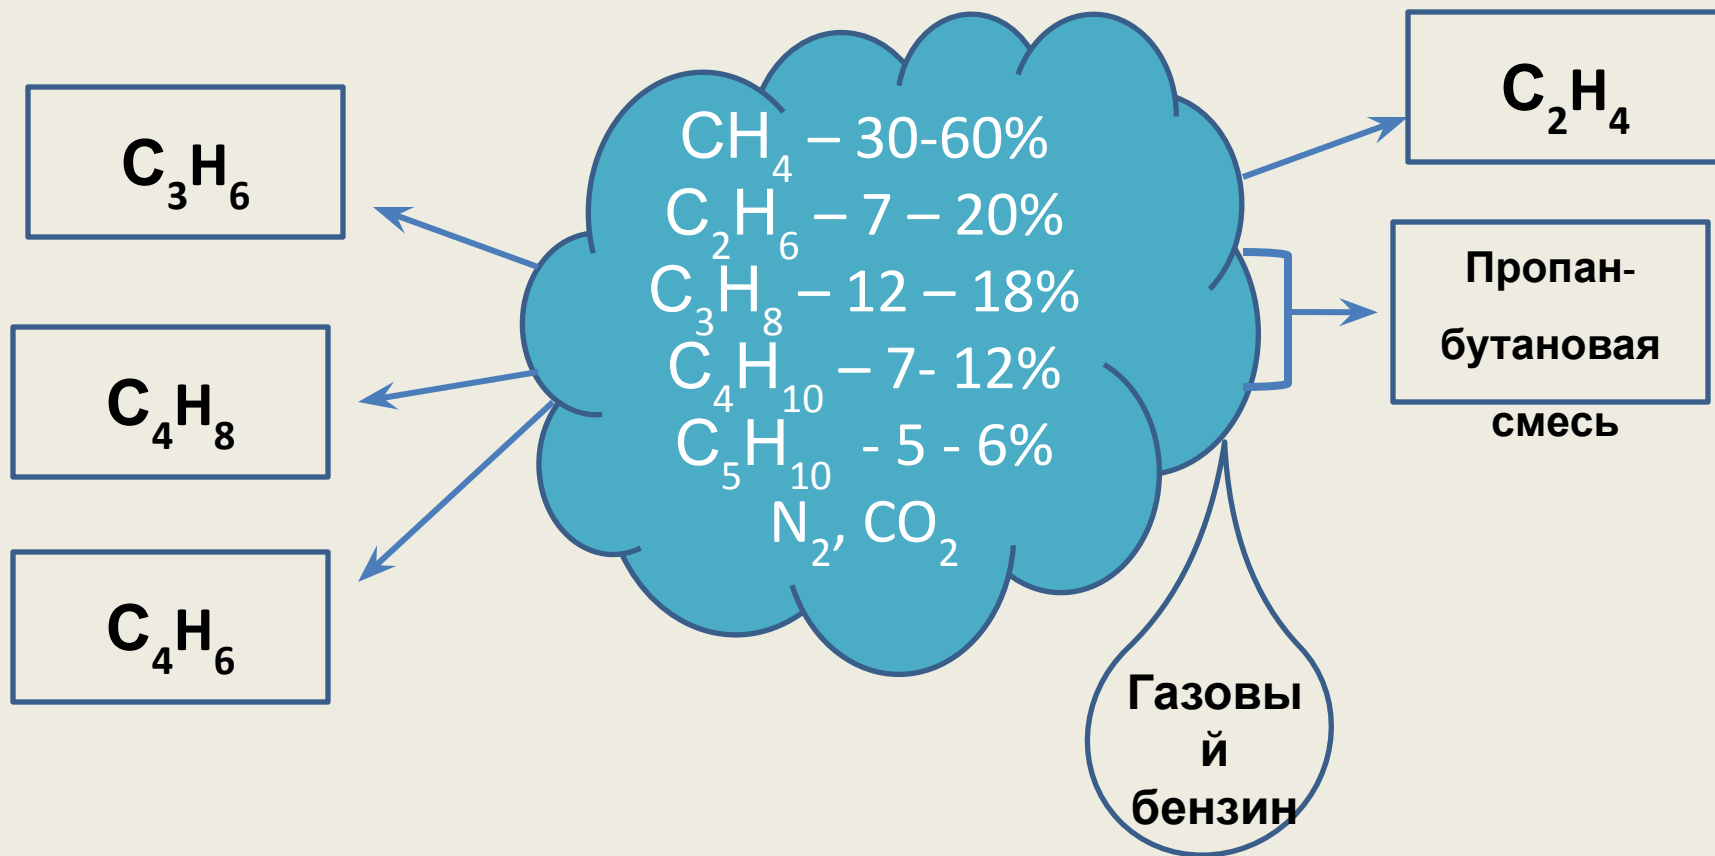 C₃H₆
C₄H₈
C₄H₆
CH₄ – 30-60%
C₂H₆ – 7 – 20%
C₃H₈ – 12 – 18%
C₄H₁₀ – 7- 12%
C₅H₁₀ - 5 - 6%
N₂, CO₂
C₂H₄
Пропан-
бутановая
смесь
Газовы
й
бензин